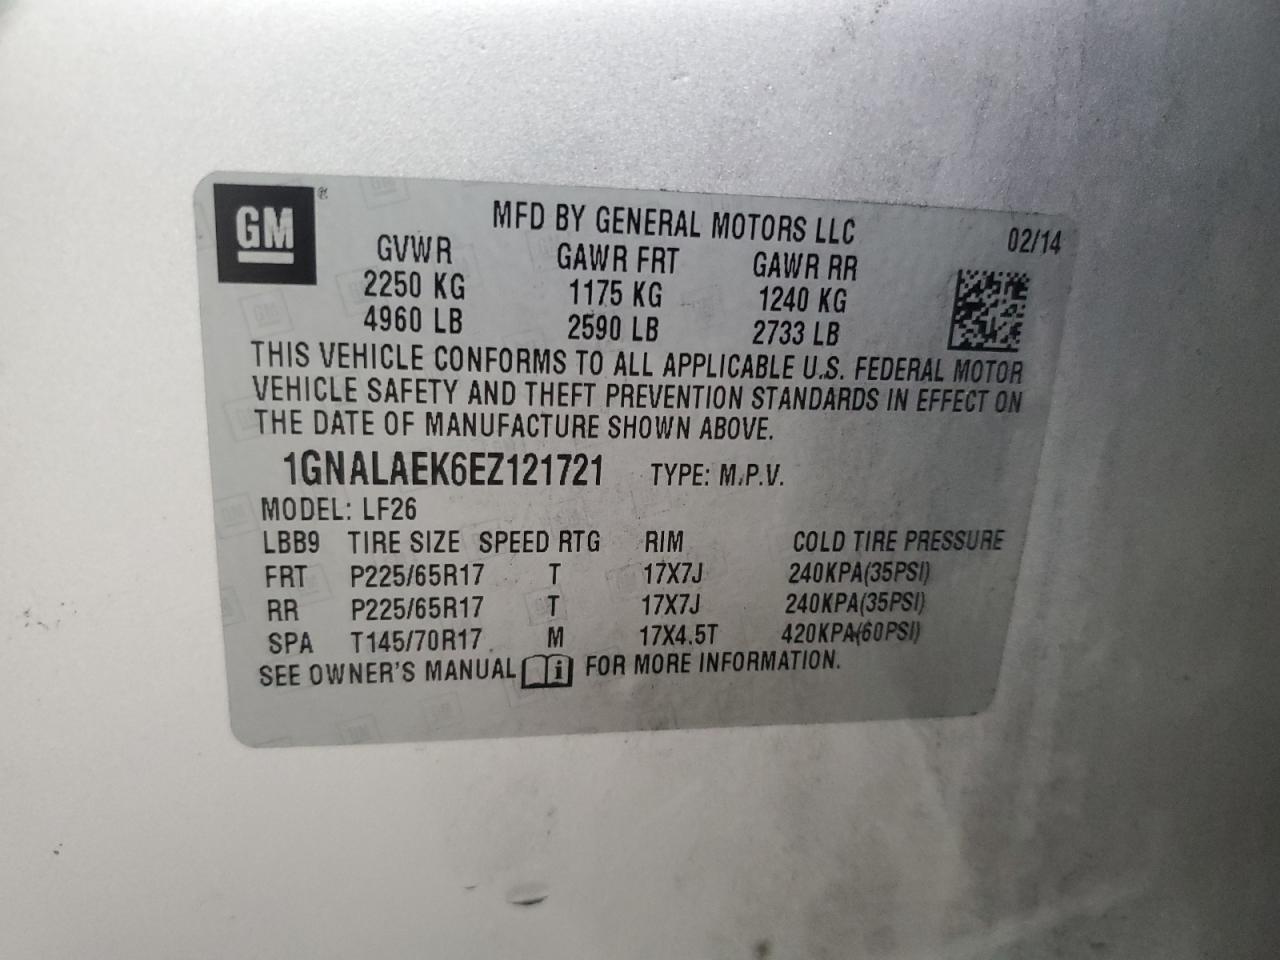 GM ®
MFD BY GENERAL MOTORS LLC
02/14
GVWR GAWR FRT GAWR RR
2250 KG 1175 KG 1240 KG
4960 LB 2590 LB 2733 LB
THIS VEHICLE CONFORMS TO ALL APPLICABLE U.S. FEDERAL MOTOR
VEHICLE SAFETY AND THEFT PREVENTION STANDARDS IN EFFECT ON
THE DATE OF MANUFACTURE SHOWN ABOVE.
1GNALAEK6EZ121721 TYPE: M.P.V.
MODEL: LF26
LBB9 TIRE SIZE SPEED RTG RIM COLD TIRE PRESSURE
FRT P225/65R17 T 17X7J 240KPA(35PSI)
RR P225/65R17 T 17X7J 240KPA(35PSI)
SPA T145/70R17 M 17X4.5T 420KPA(60PSI)
SEE OWNER'S MANUAL i FOR MORE INFORMATION.